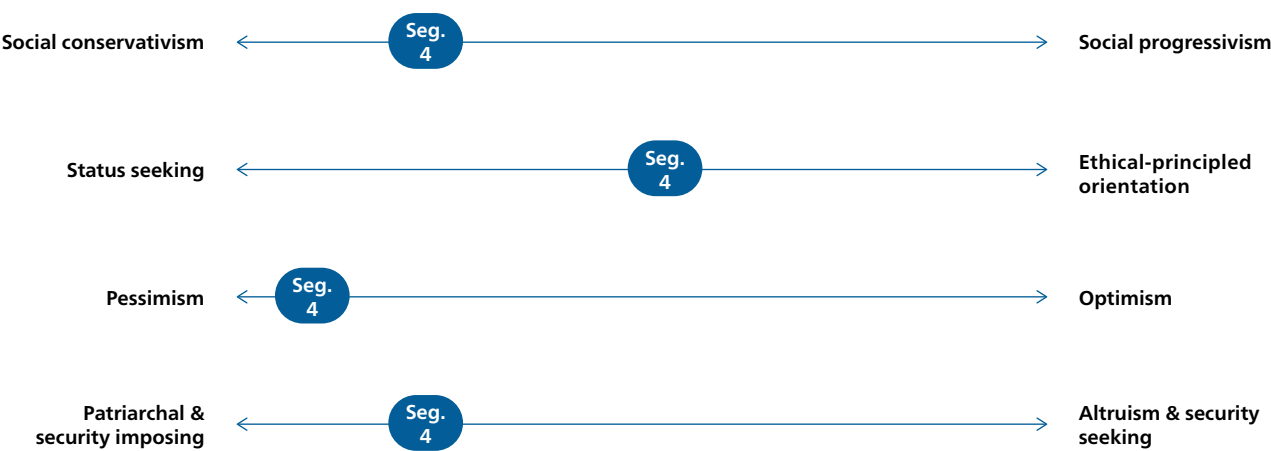 Social conservativism
Seg.
4
Social progressivism
Status seeking
Seg.
4
Ethical-principled
orientation
Pessimism
Seg.
4
Optimism
Patriarchal &
security imposing
Seg.
4
Altruism & security
seeking